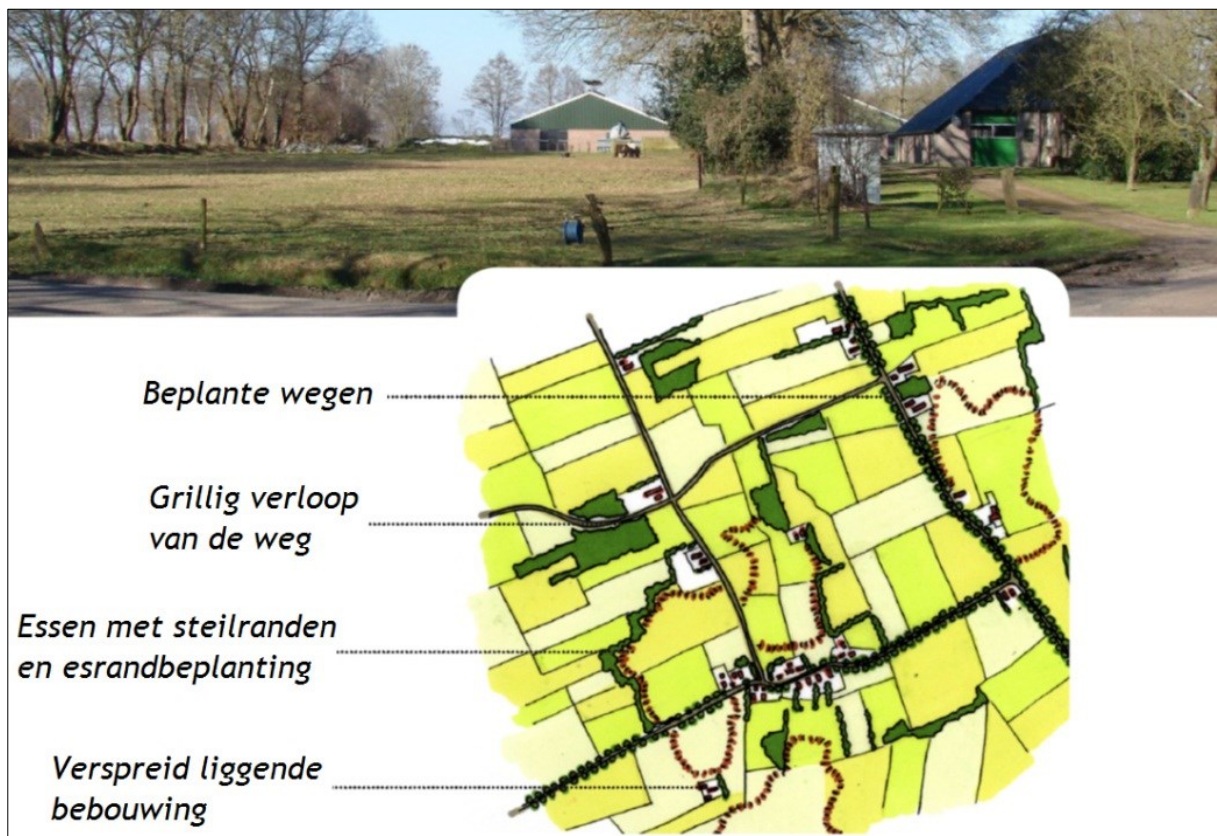 Beplante wegen
Grillig verloop
van de weg
Essen met steilranden
en esrandbeplanting
Verspreid liggende
bebouwing